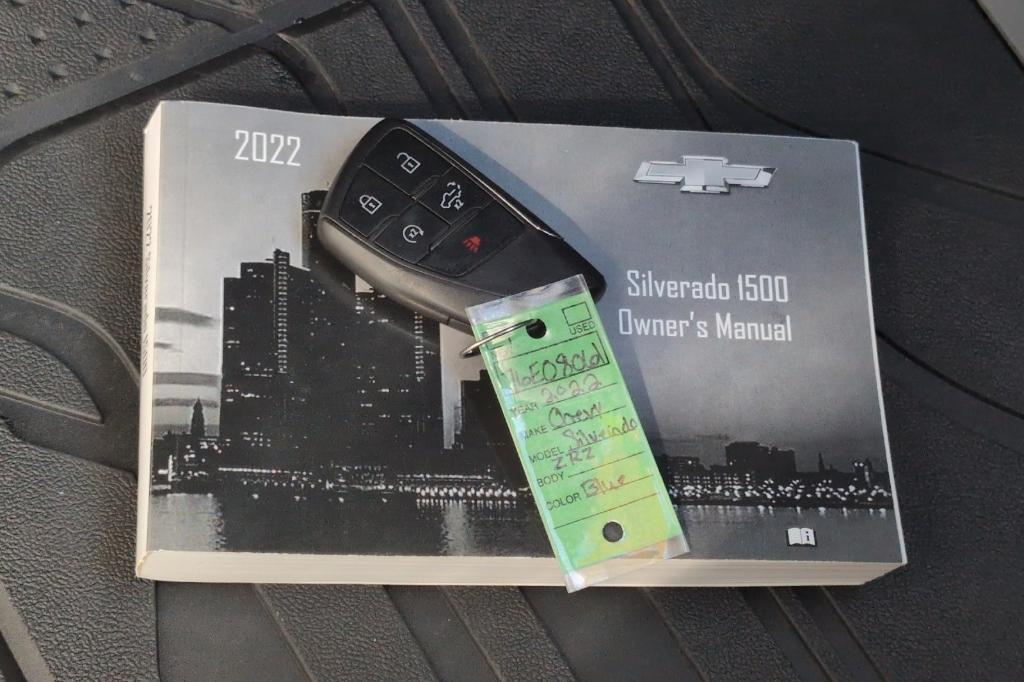 2022
Silverado 1500
Owner's Manual
USED
YEAR 2022
MAKE Chevy
MODEL Silverado
ZR2
BODY
COLOR Blue